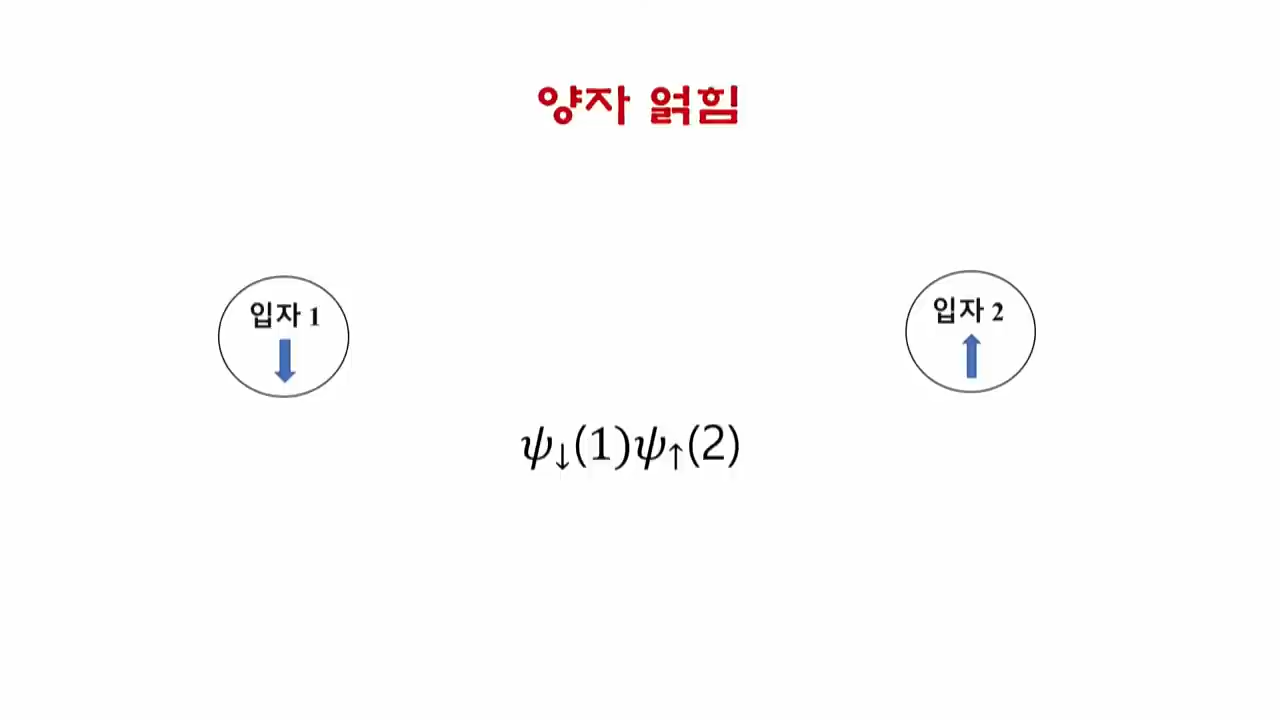 양자 얽힘
입자 1
입자 2
ψ↓(1)ψ↑(2)